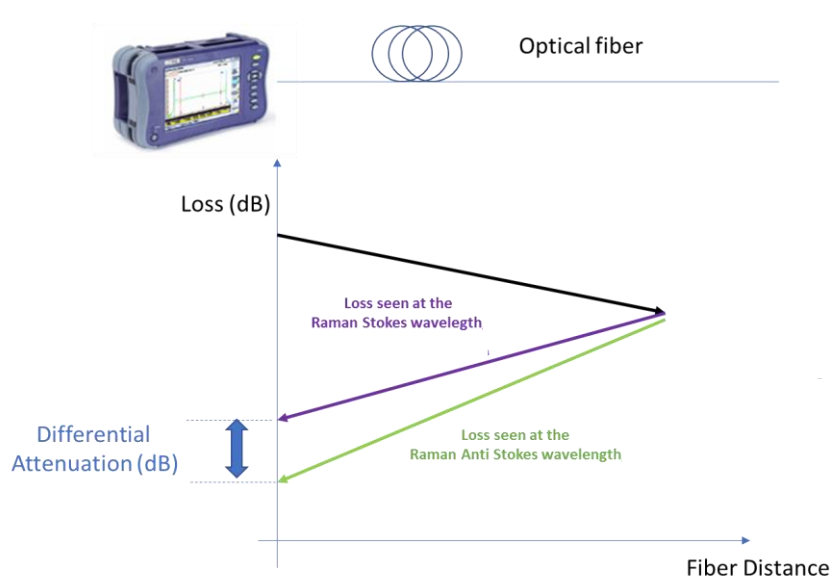 Optical fiber
Loss (dB)
Loss seen at the
Raman Stokes wavelegth
Differential
Attenuation (dB)
Loss seen at the
Raman Anti Stokes wavelength
Fiber Distance